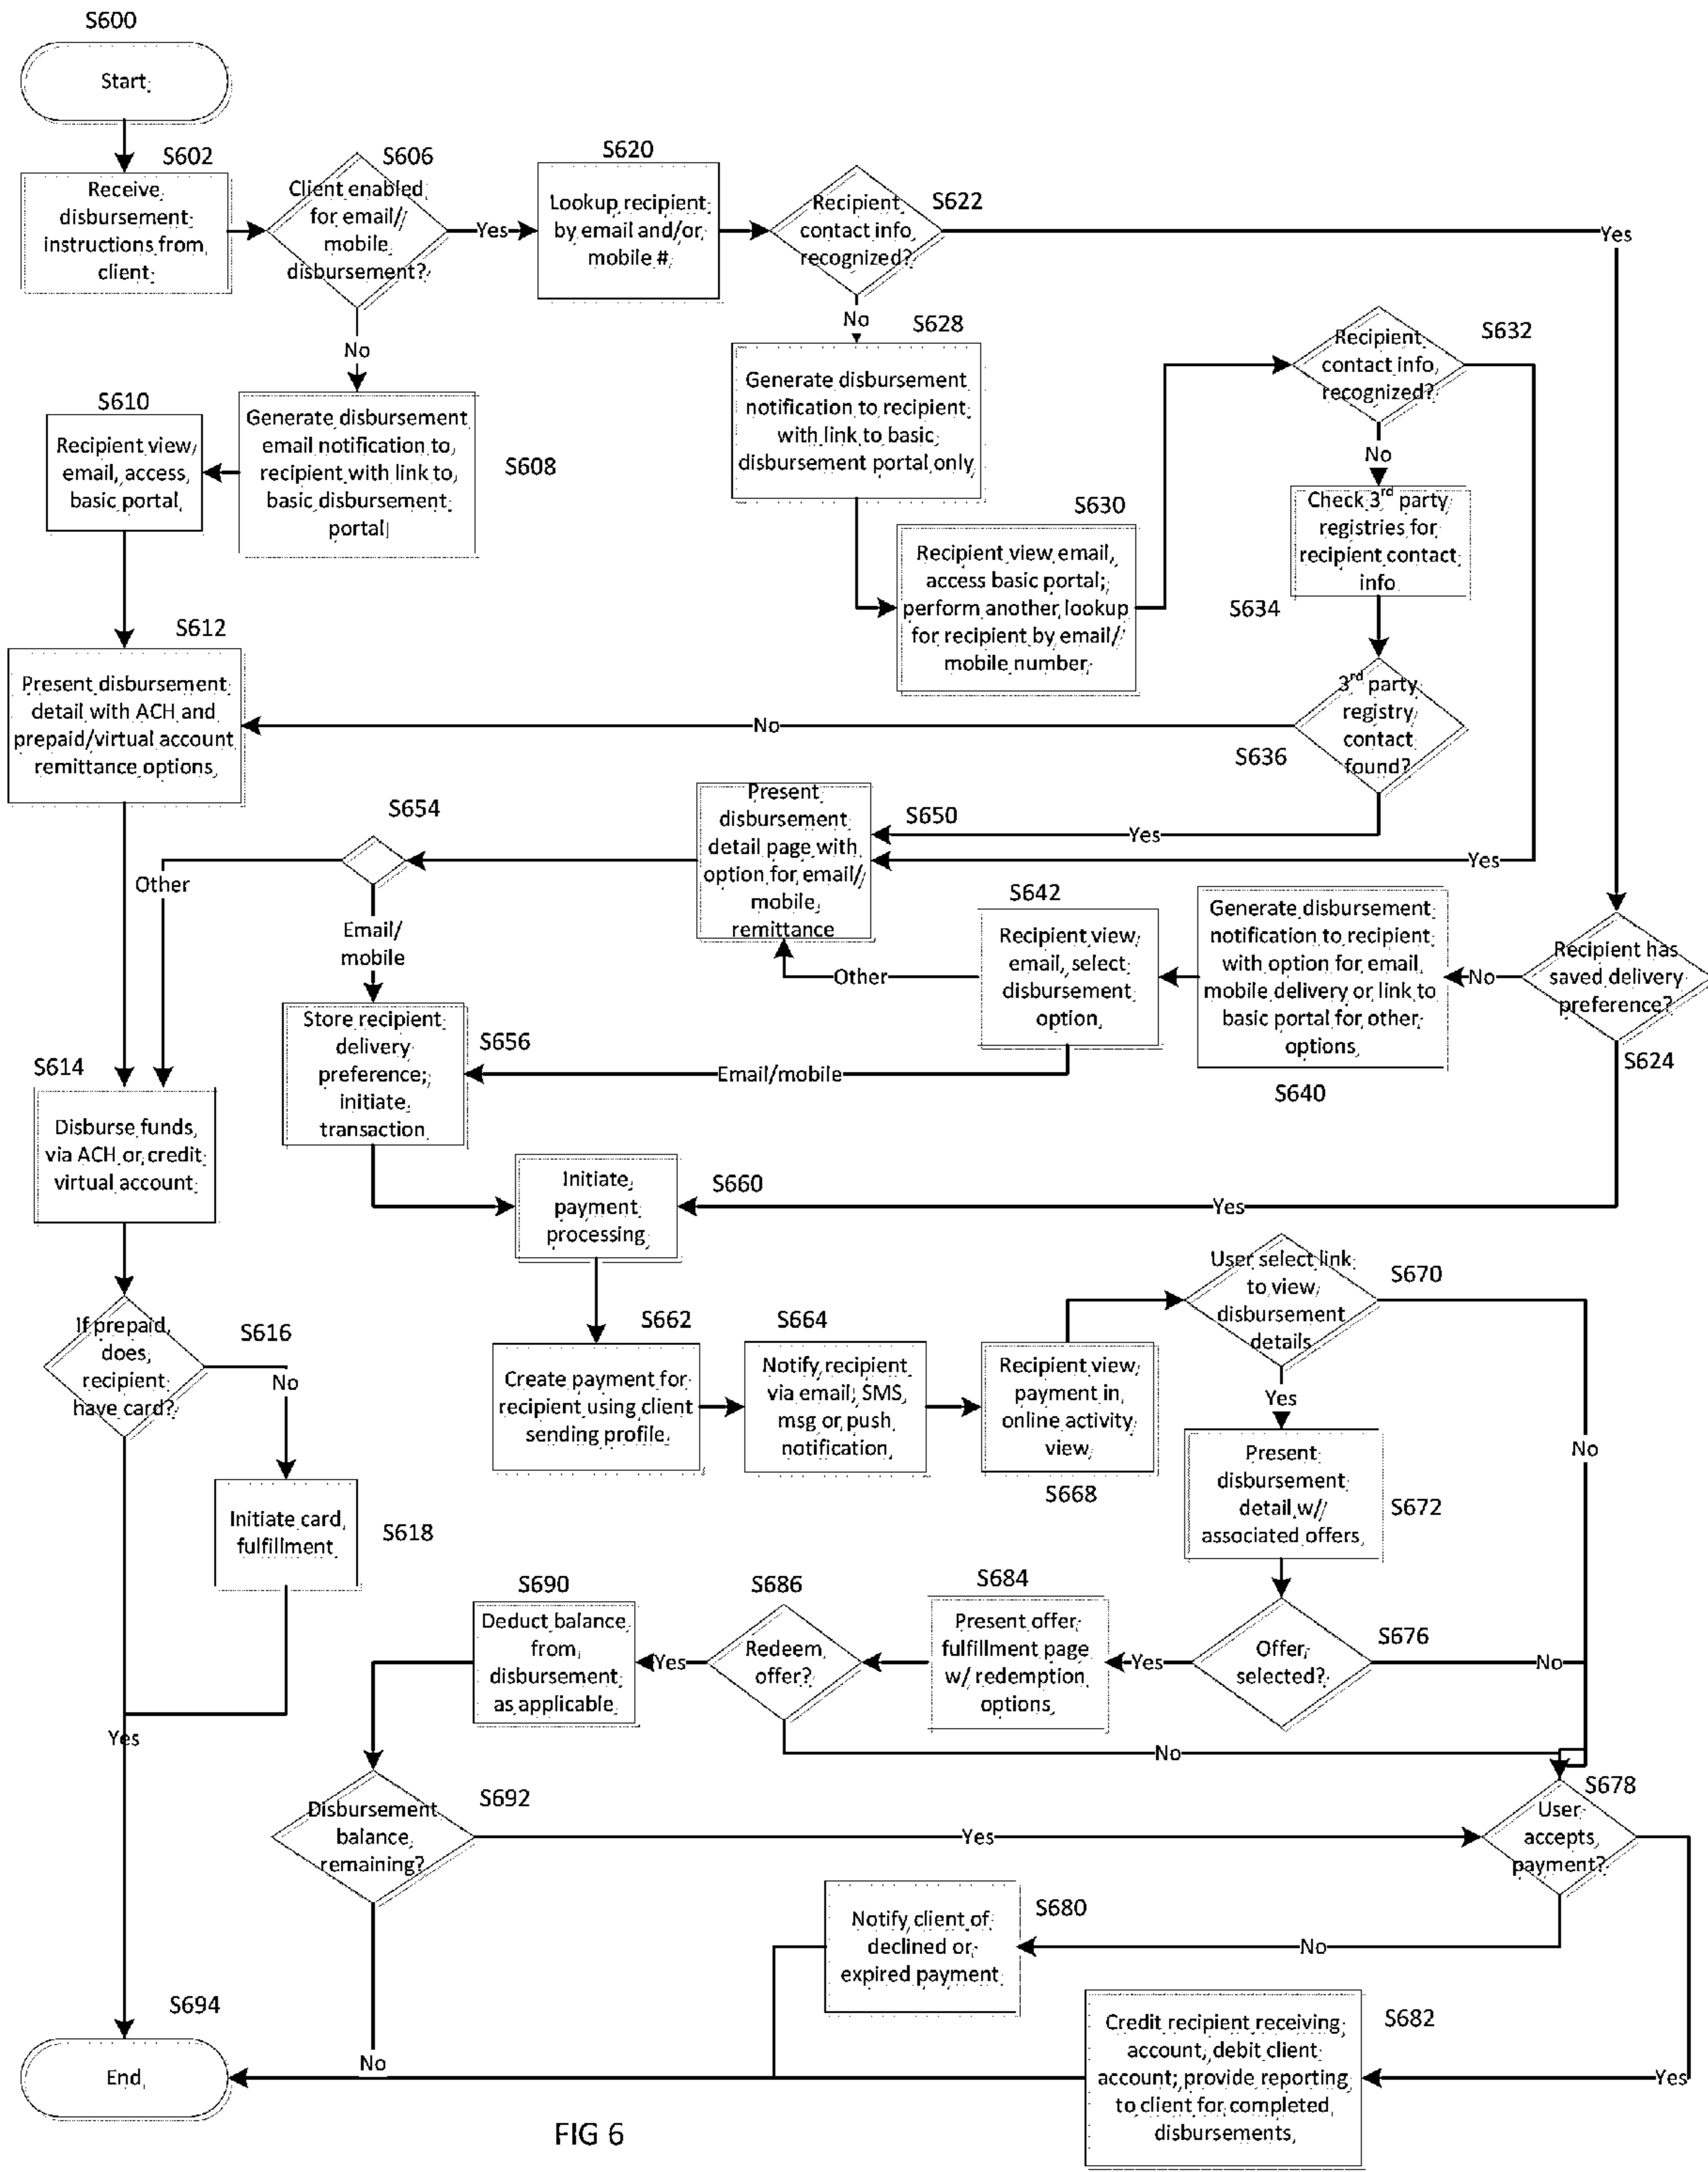 S600
Start
S602
Receive
disbursement
instructions from
client
S606
Client enabled
for email/
mobile
disbursement?
Yes
S620
Lookup recipient
by email and/or
mobile #
S622
Recipient
contact info
recognized?
Yes
No
No
S628
Generate disbursement
notification to recipient
with link to basic
disbursement portal only
S632
Recipient
contact info
recognized?
No
S610
Recipient view
email, access
basic portal
Generate disbursement
email notification to
recipient with link to
basic disbursement
portal
S608
S630
Recipient view email,
access basic portal;
perform another lookup
for recipient by email/
mobile number
Check 3rd party
registries for
recipient contact
info
S634
S612
Present disbursement
detail with ACH and
prepaid/virtual account
remittance options
No
3rd party
registry
contact
found?
S636
Yes
Yes
S650
Present
disbursement
detail page with
option for email/
mobile
remittance
S654
Other
Email/
mobile
S642
Recipient view
email, select
disbursement
option
Other
Email/mobile
Generate disbursement
notification to recipient
with option for email
mobile delivery or link to
basic portal for other
options
S640
No
Recipient has
saved delivery
preference?
S624
Yes
Store recipient
delivery
preference;
initiate
transaction
S656
S614
Disburse funds
via ACH or credit
virtual account
Initiate
payment
processing
S660
If prepaid,
does
recipient
have card?
S616
No
Yes
Initiate card
fulfillment
S618
S662
Create payment for
recipient using client
sending profile
S664
Notify recipient
via email, SMS
msg or push
notification
Recipient view
payment in
online activity
view
S668
User select link
to view
disbursement
details
S670
Yes
No
Present
disbursement
detail w/
associated offers
S672
Offer
selected?
S676
Yes
No
S684
Present offer
fulfillment page
w/ redemption
options
S686
Redeem
offer?
Yes
No
S690
Deduct balance
from
disbursement
as applicable
S692
Disbursement
balance
remaining?
Yes
No
S678
User
accepts
payment?
No
Yes
S680
Notify client of
declined or
expired payment
S682
Credit recipient receiving
account; debit client
account; provide reporting
to client for completed
disbursements
S694
End
FIG 6